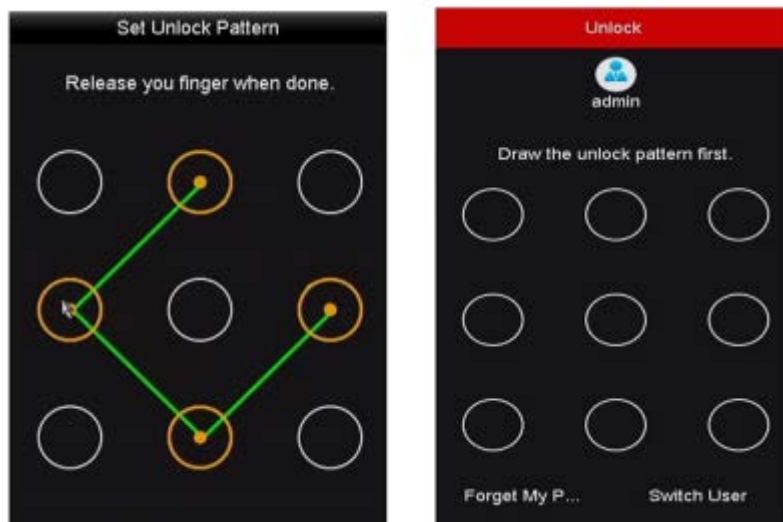 Set Unlock Pattern
Release you finger when done.
Unlock
admin
Draw the unlock pattern first.
Forget My P... Switch User